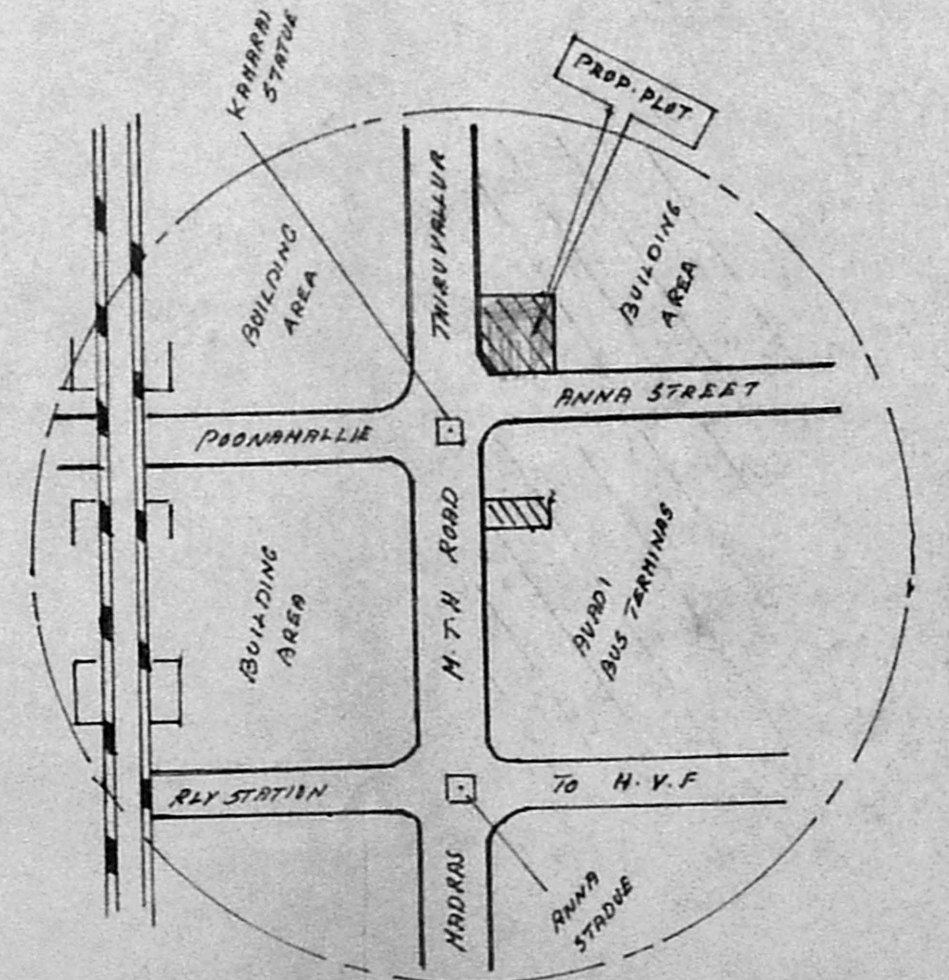 KAMARAJ
STATUE
PROP. PLOT
THIRUVALLUR
BUILDING
AREA
BUILDING
AREA
ANNA STREET
POONAMALLIE
M.T.H ROAD
BUILDING
AREA
AVADI
BUS TERMINAS
RLY STATION
TO H.V.F
MADRAS
ANNA
STADUE